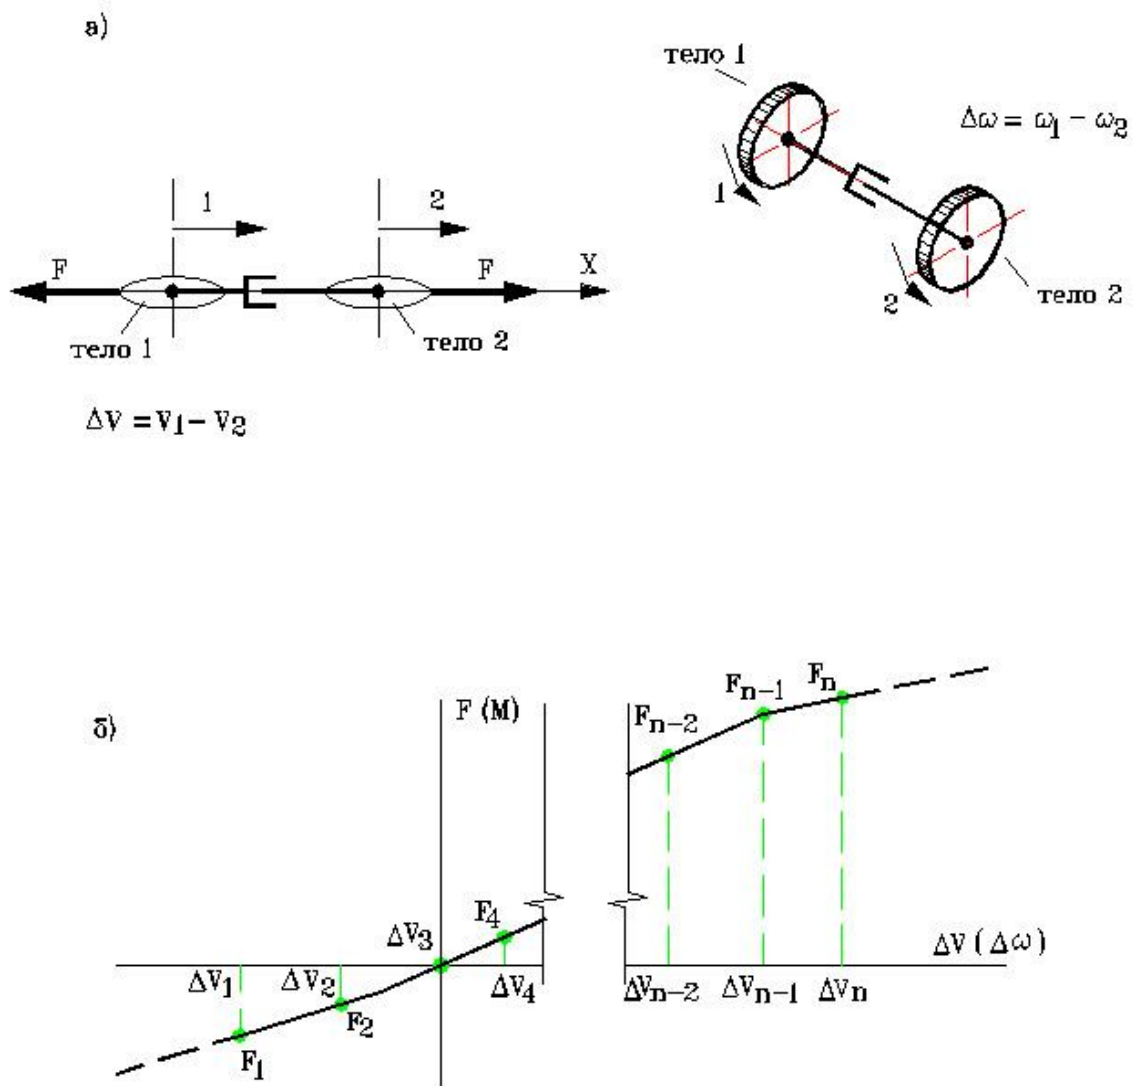 а)
тело 1
Δω = ω1 − ω2
1
2
F
F
X
тело 1
тело 2
1
2
тело 2
ΔV = V1 − V2
б)
F (M)
Fn−2
Fn−1
Fn
ΔV3
F4
ΔV (Δω)
ΔV1
ΔV2
ΔV4
ΔVn−2
ΔVn−1
ΔVn
F2
F1